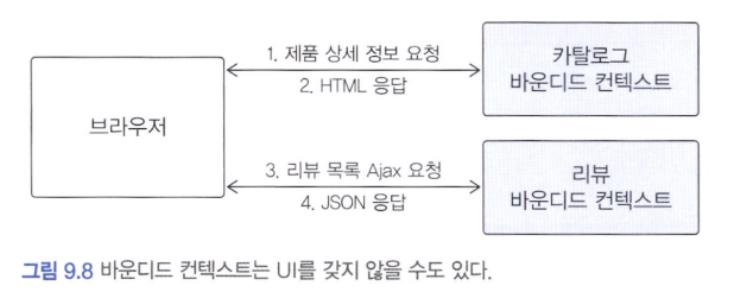 브라우저
1. 제품 상세 정보 요청
2. HTML 응답
카탈로그
바운디드 컨텍스트
3. 리뷰 목록 Ajax 요청
4. JSON 응답
리뷰
바운디드 컨텍스트
그림 9.8 바운디드 컨텍스트는 UI를 갖지 않을 수도 있다.